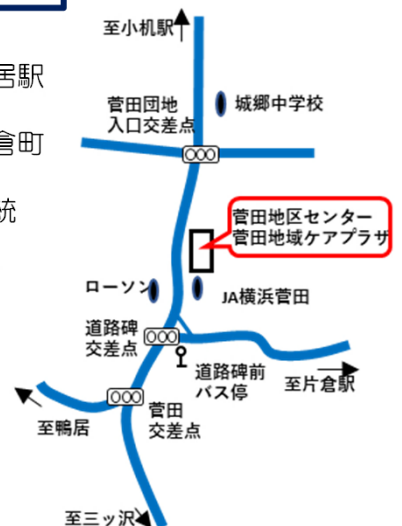 至小机駅
居駅
菅田団地
入口交差点
城郷中学校
倉町
統
菅田地区センター
菅田地域ケアプラザ
ローソン
JA横浜菅田
道路碑
交差点
道路碑前
バス停
至片倉駅
菅田
交差点
至鴨居
至三ッ沢